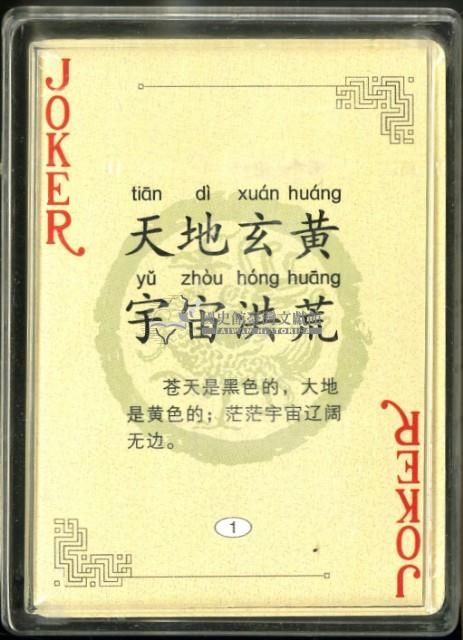 JOKER
tiān dì xuán huáng
天地玄黄
yǔ zhòu hóng huāng
宇宙洪荒
苍天是黑色的，大地
是黄色的；茫茫宇宙辽阔
无边。
1
JOKER